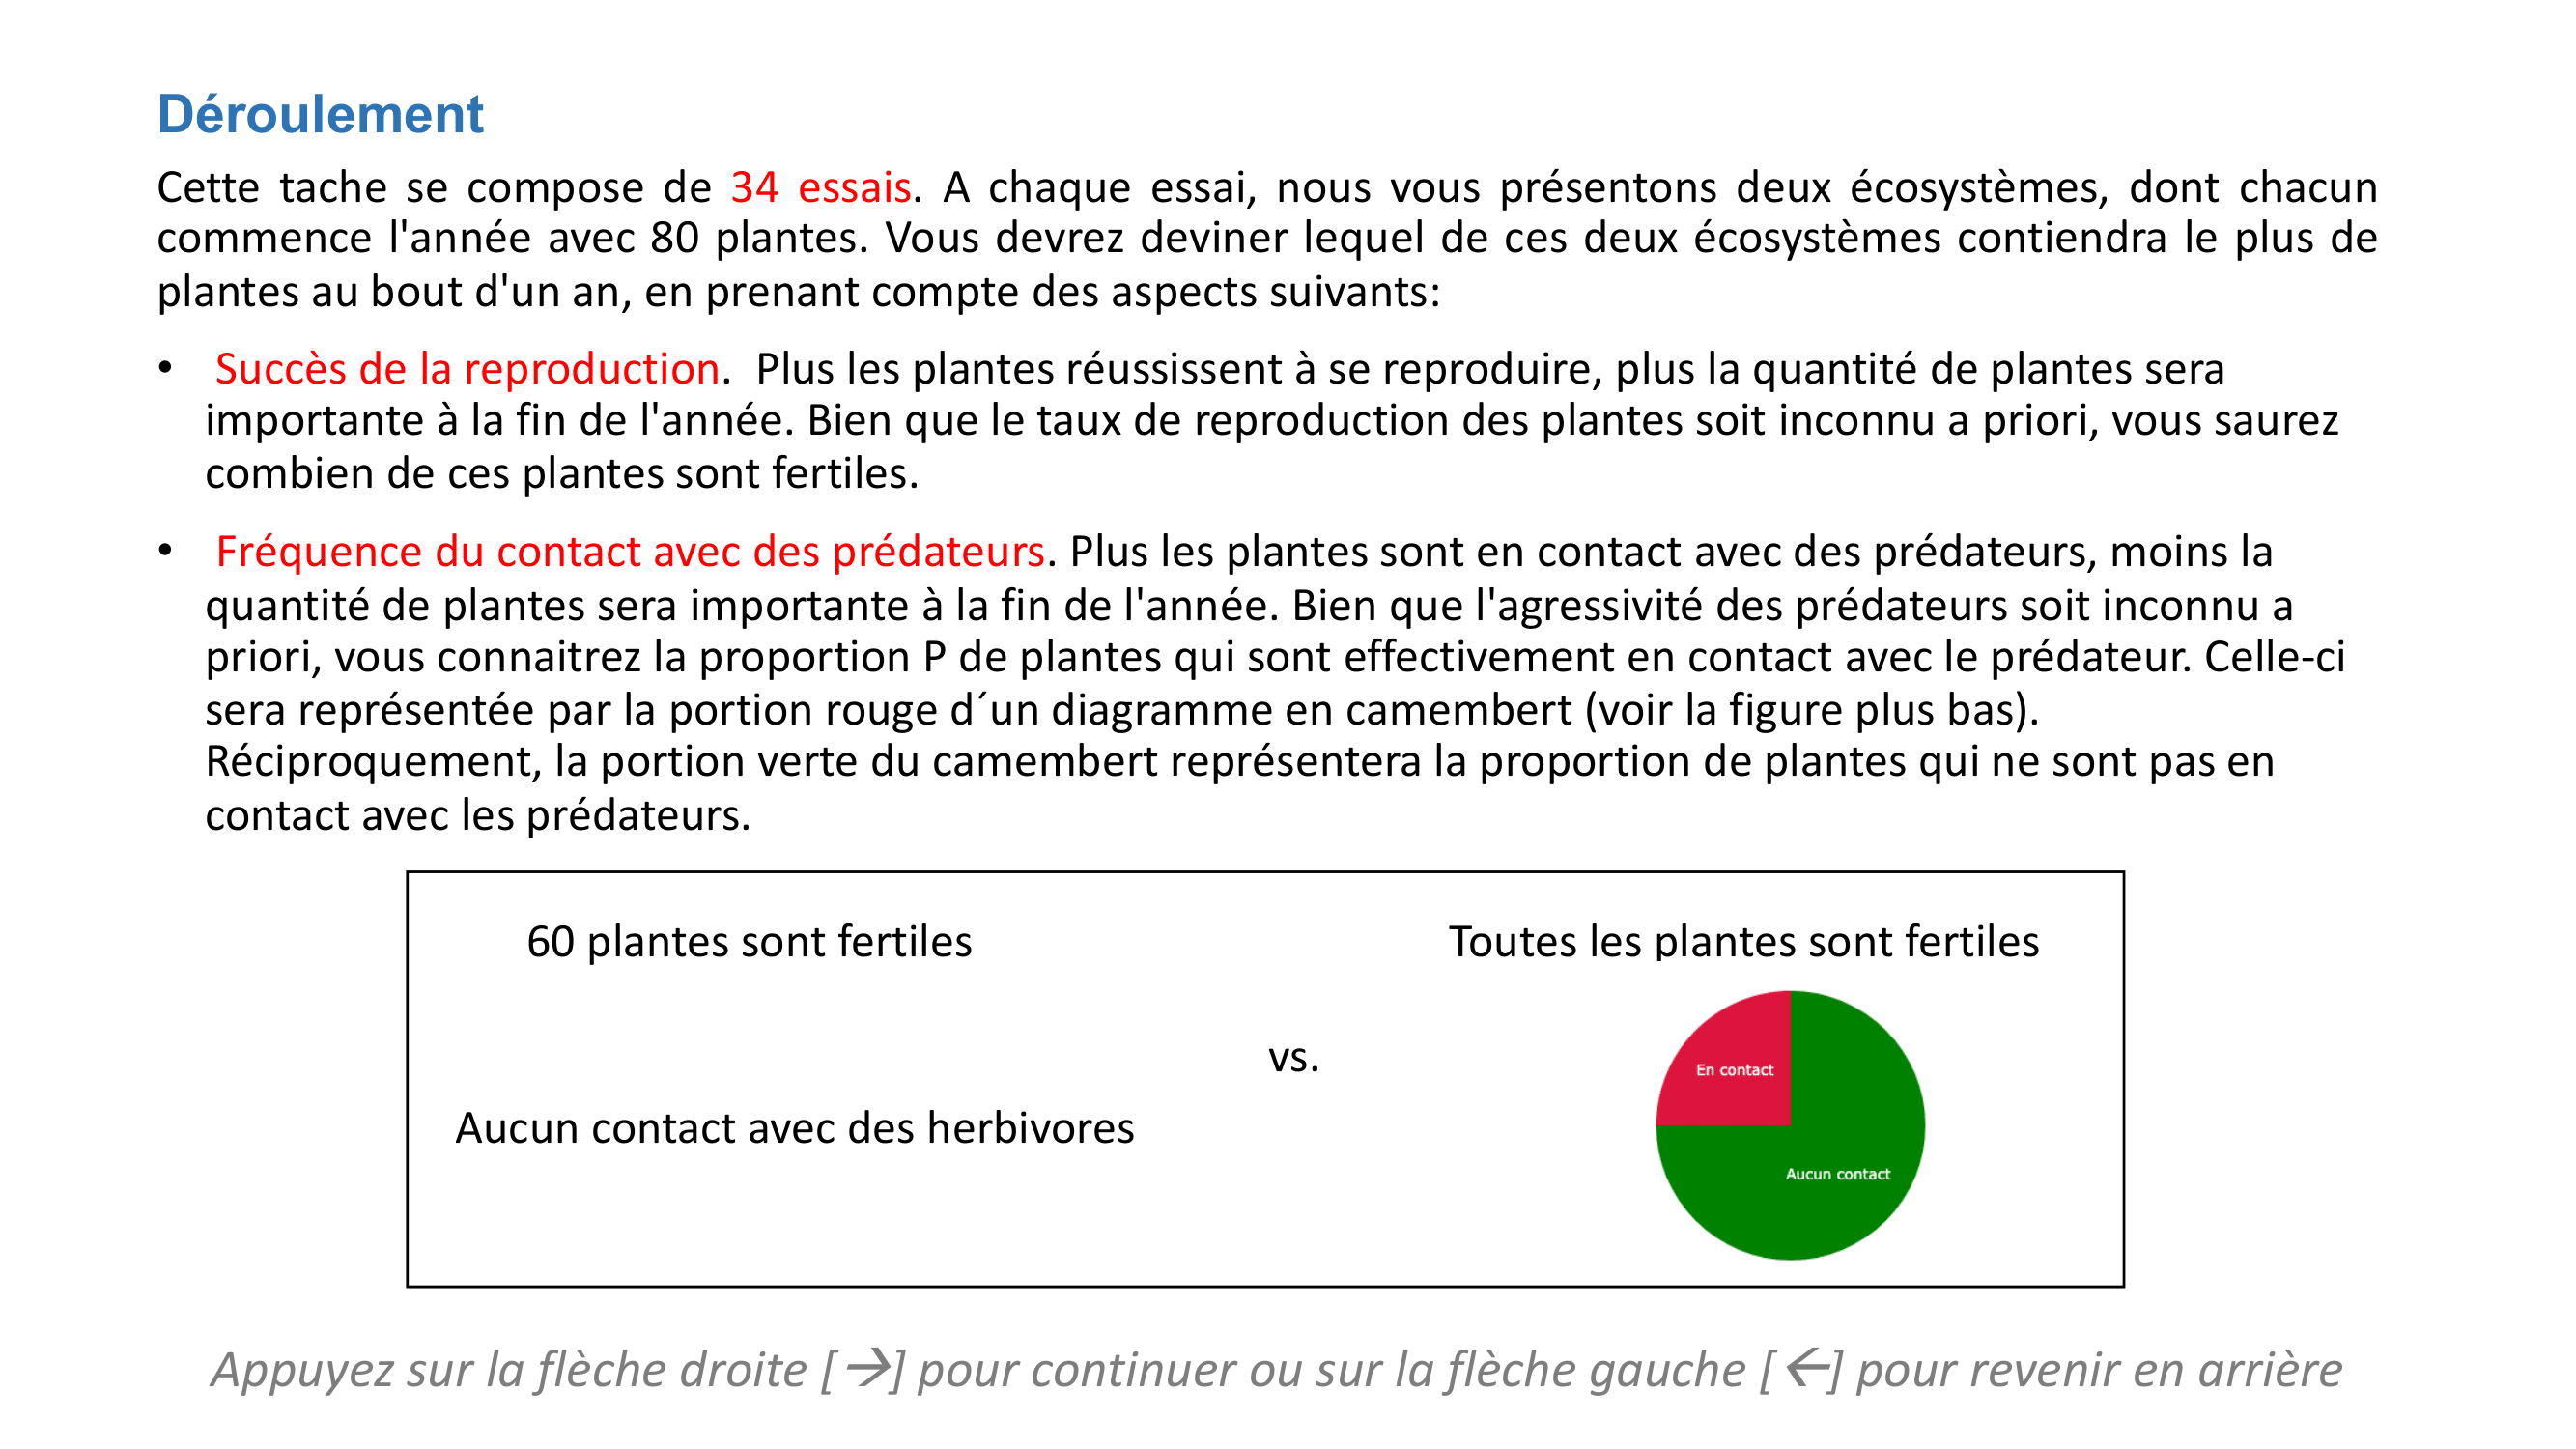 Déroulement
Cette tache se compose de 34 essais. A chaque essai, nous vous présentons deux écosystèmes, dont chacun
commence l'année avec 80 plantes. Vous devrez deviner lequel de ces deux écosystèmes contiendra le plus de
plantes au bout d'un an, en prenant compte des aspects suivants:
• Succès de la reproduction. Plus les plantes réussissent à se reproduire, plus la quantité de plantes sera
importante à la fin de l'année. Bien que le taux de reproduction des plantes soit inconnu a priori, vous saurez
combien de ces plantes sont fertiles.
• Fréquence du contact avec des prédateurs. Plus les plantes sont en contact avec des prédateurs, moins la
quantité de plantes sera importante à la fin de l'année. Bien que l'agressivité des prédateurs soit inconnu a
priori, vous connaitrez la proportion P de plantes qui sont effectivement en contact avec le prédateur. Celle-ci
sera représentée par la portion rouge d´un diagramme en camembert (voir la figure plus bas).
Réciproquement, la portion verte du camembert représentera la proportion de plantes qui ne sont pas en
contact avec les prédateurs.
60 plantes sont fertiles
Aucun contact avec des herbivores
vs.
Toutes les plantes sont fertiles
En contact
Aucun contact
Appuyez sur la flèche droite [→] pour continuer ou sur la flèche gauche [←] pour revenir en arrière